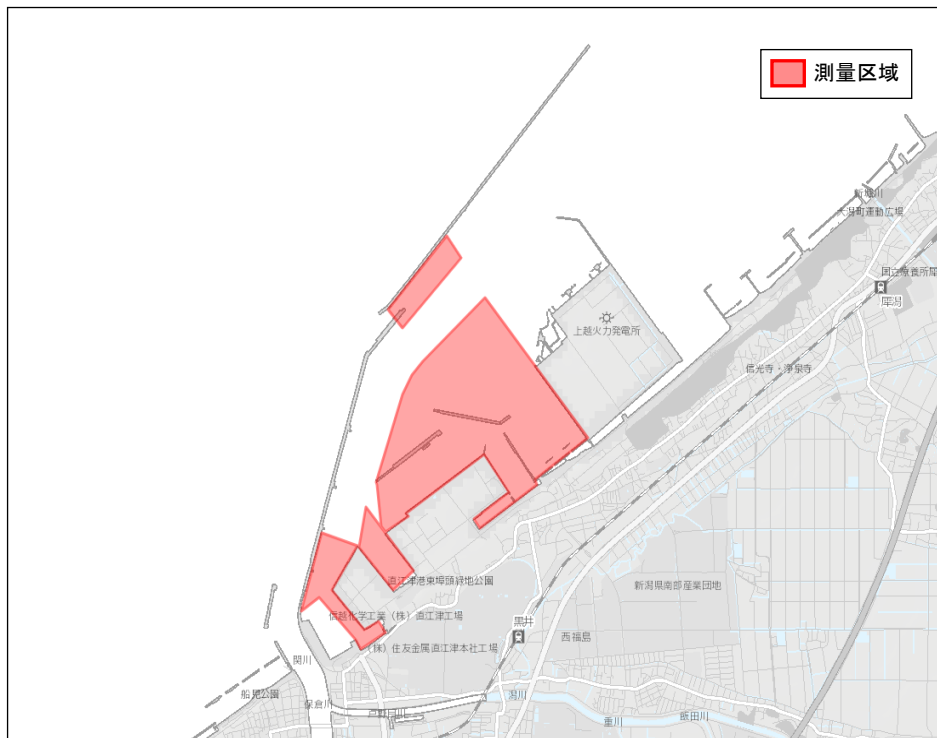 測量区域
新堀川
大潟町運動広場
国立療養所犀
犀潟
上越火力発電所
信光寺・浄泉寺
直江津港東埠頭緑地公園
新潟県南部産業団地
信越化学工業(株)直江津工場
黒井
西福島
(株)住友金属直江津本社工場
関川
船見公園
潟川
保倉川
飯田川
重川